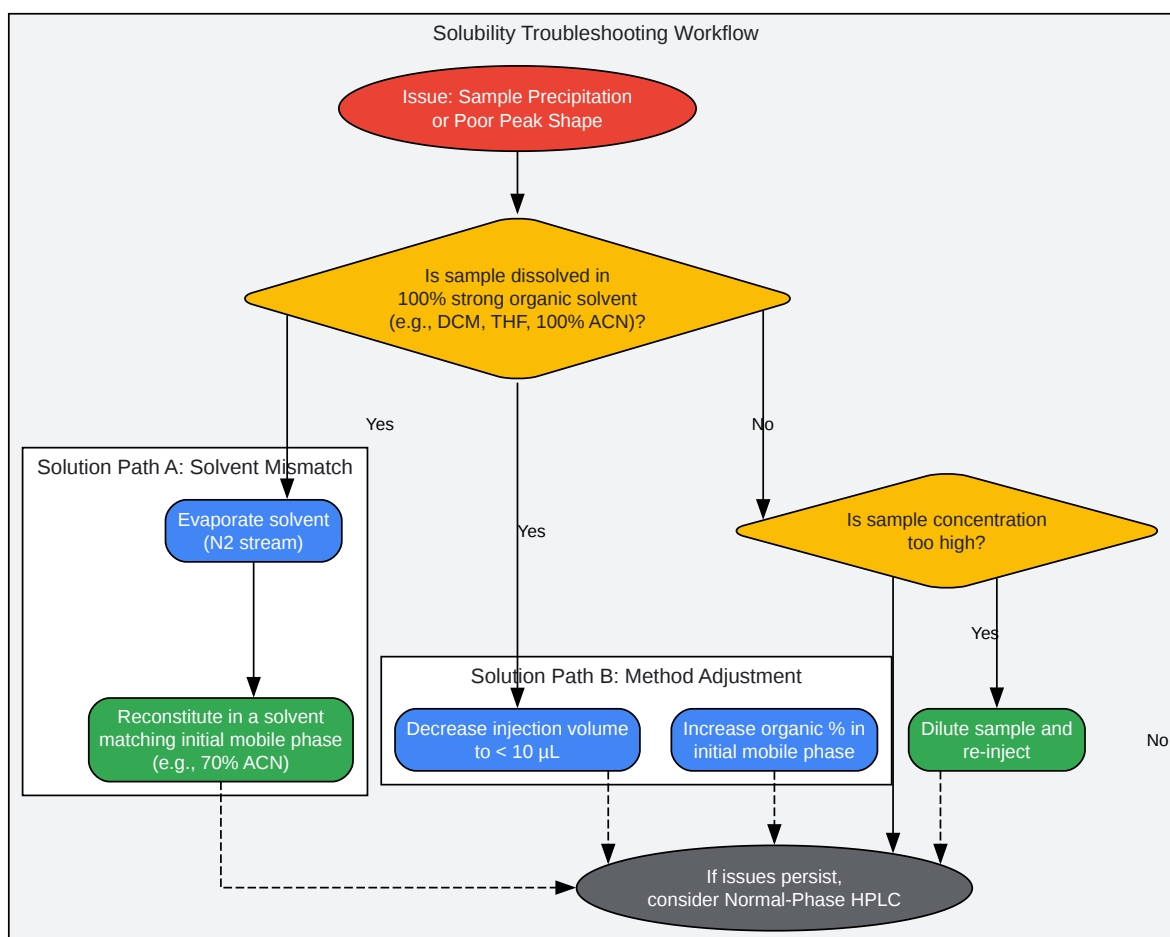 Solubility Troubleshooting Workflow
Issue: Sample Precipitation
or Poor Peak Shape
Is sample dissolved in
100% strong organic solvent
(e.g., DCM, THF, 100% ACN)?
Yes
No
Solution Path A: Solvent Mismatch
Evaporate solvent
(N2 stream)
Yes
Is sample concentration
too high?
Yes
Solution Path B: Method Adjustment
Reconstitute in a solvent
matching initial mobile phase
(e.g., 70% ACN)
Decrease injection volume
to < 10 µL
Increase organic % in
initial mobile phase
Dilute sample and
re-inject
No
If issues persist,
consider Normal-Phase HPLC